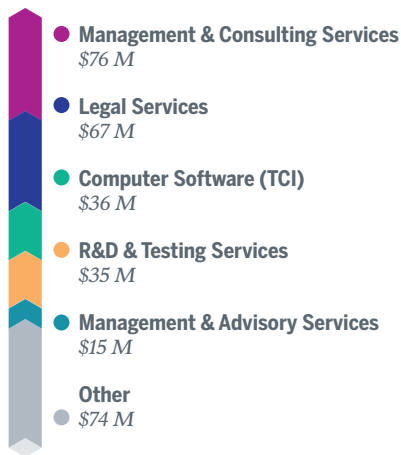 Management & Consulting Services
$76 M
Legal Services
$67 M
Computer Software (TCI)
$36 M
R&D & Testing Services
$35 M
Management & Advisory Services
$15 M
Other
$74 M